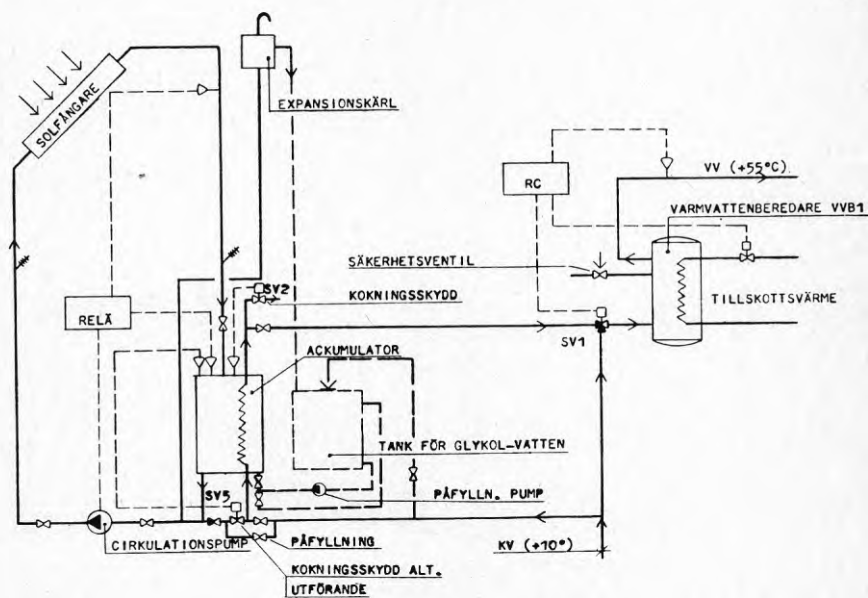 SOLFÅNGARE
EXPANSIONSKÄRL
RC
VV (+55°C)
VARMVATTENBEREDARE VVB1
SÄKERHETSVENTIL
SV2
KOKNINGSSKYDD
TILLSKOTTSVÄRME
RELÄ
SV1
ACKUMULATOR
TANK FÖR GLYKOL-VATTEN
SV5
PÅFYLLN. PUMP
CIRKULATIONSPUMP
PÅFYLLNING
KV (+10°)
KOKNINGSSKYDD ALT.
UTFÖRANDE